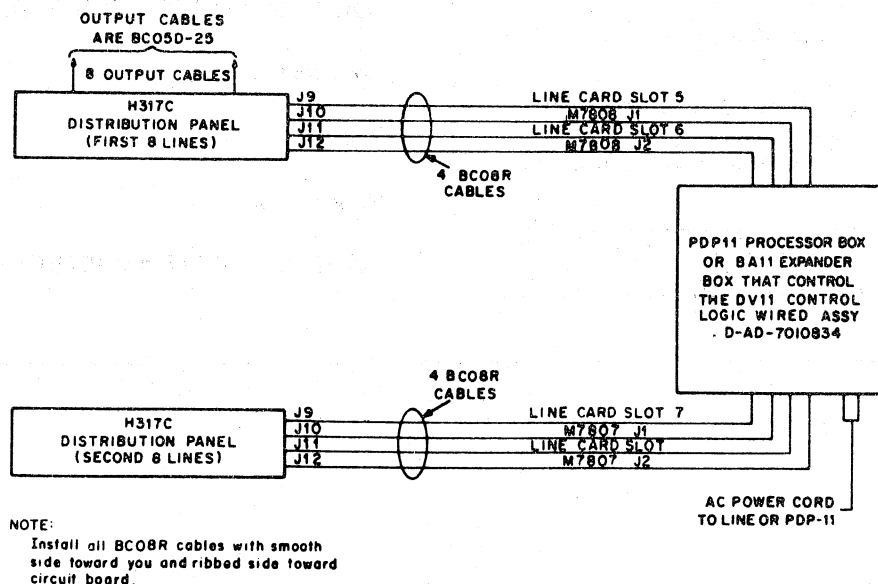 OUTPUT CABLES
ARE BC05D-25
8 OUTPUT CABLES
H317C
DISTRIBUTION PANEL
(FIRST 8 LINES)
J9
J10
J11
J12
LINE CARD SLOT 5
M7808 J1
LINE CARD SLOT 6
M7808 J2
4 BC08R
CABLES
PDP11 PROCESSOR BOX
OR BA11 EXPANDER
BOX THAT CONTROL
THE DV11 CONTROL
LOGIC WIRED ASSY
. D-AD-7010834
4 BC08R
CABLES
H317C
DISTRIBUTION PANEL
(SECOND 8 LINES)
J9
J10
J11
J12
LINE CARD SLOT 7
M7807 J1
LINE CARD SLOT
M7807 J2
AC POWER CORD
TO LINE OR PDP-11
NOTE:
Install all BC08R cables with smooth
side toward you and ribbed side toward
circuit board.